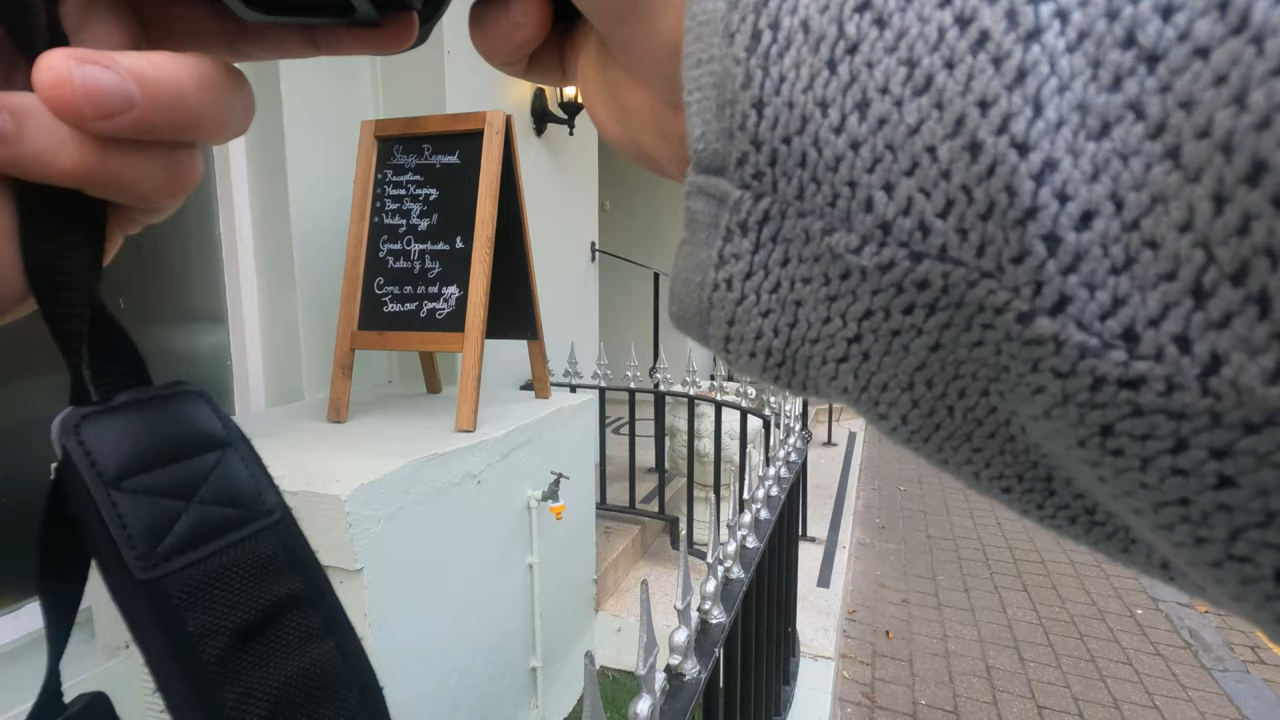 Staff Required
* Reception
* House Keeping
* Bar Staff
* Waiting Staff!!
Great Opportunities &
Rates of Pay
Come on in and apply
Join our family!!!